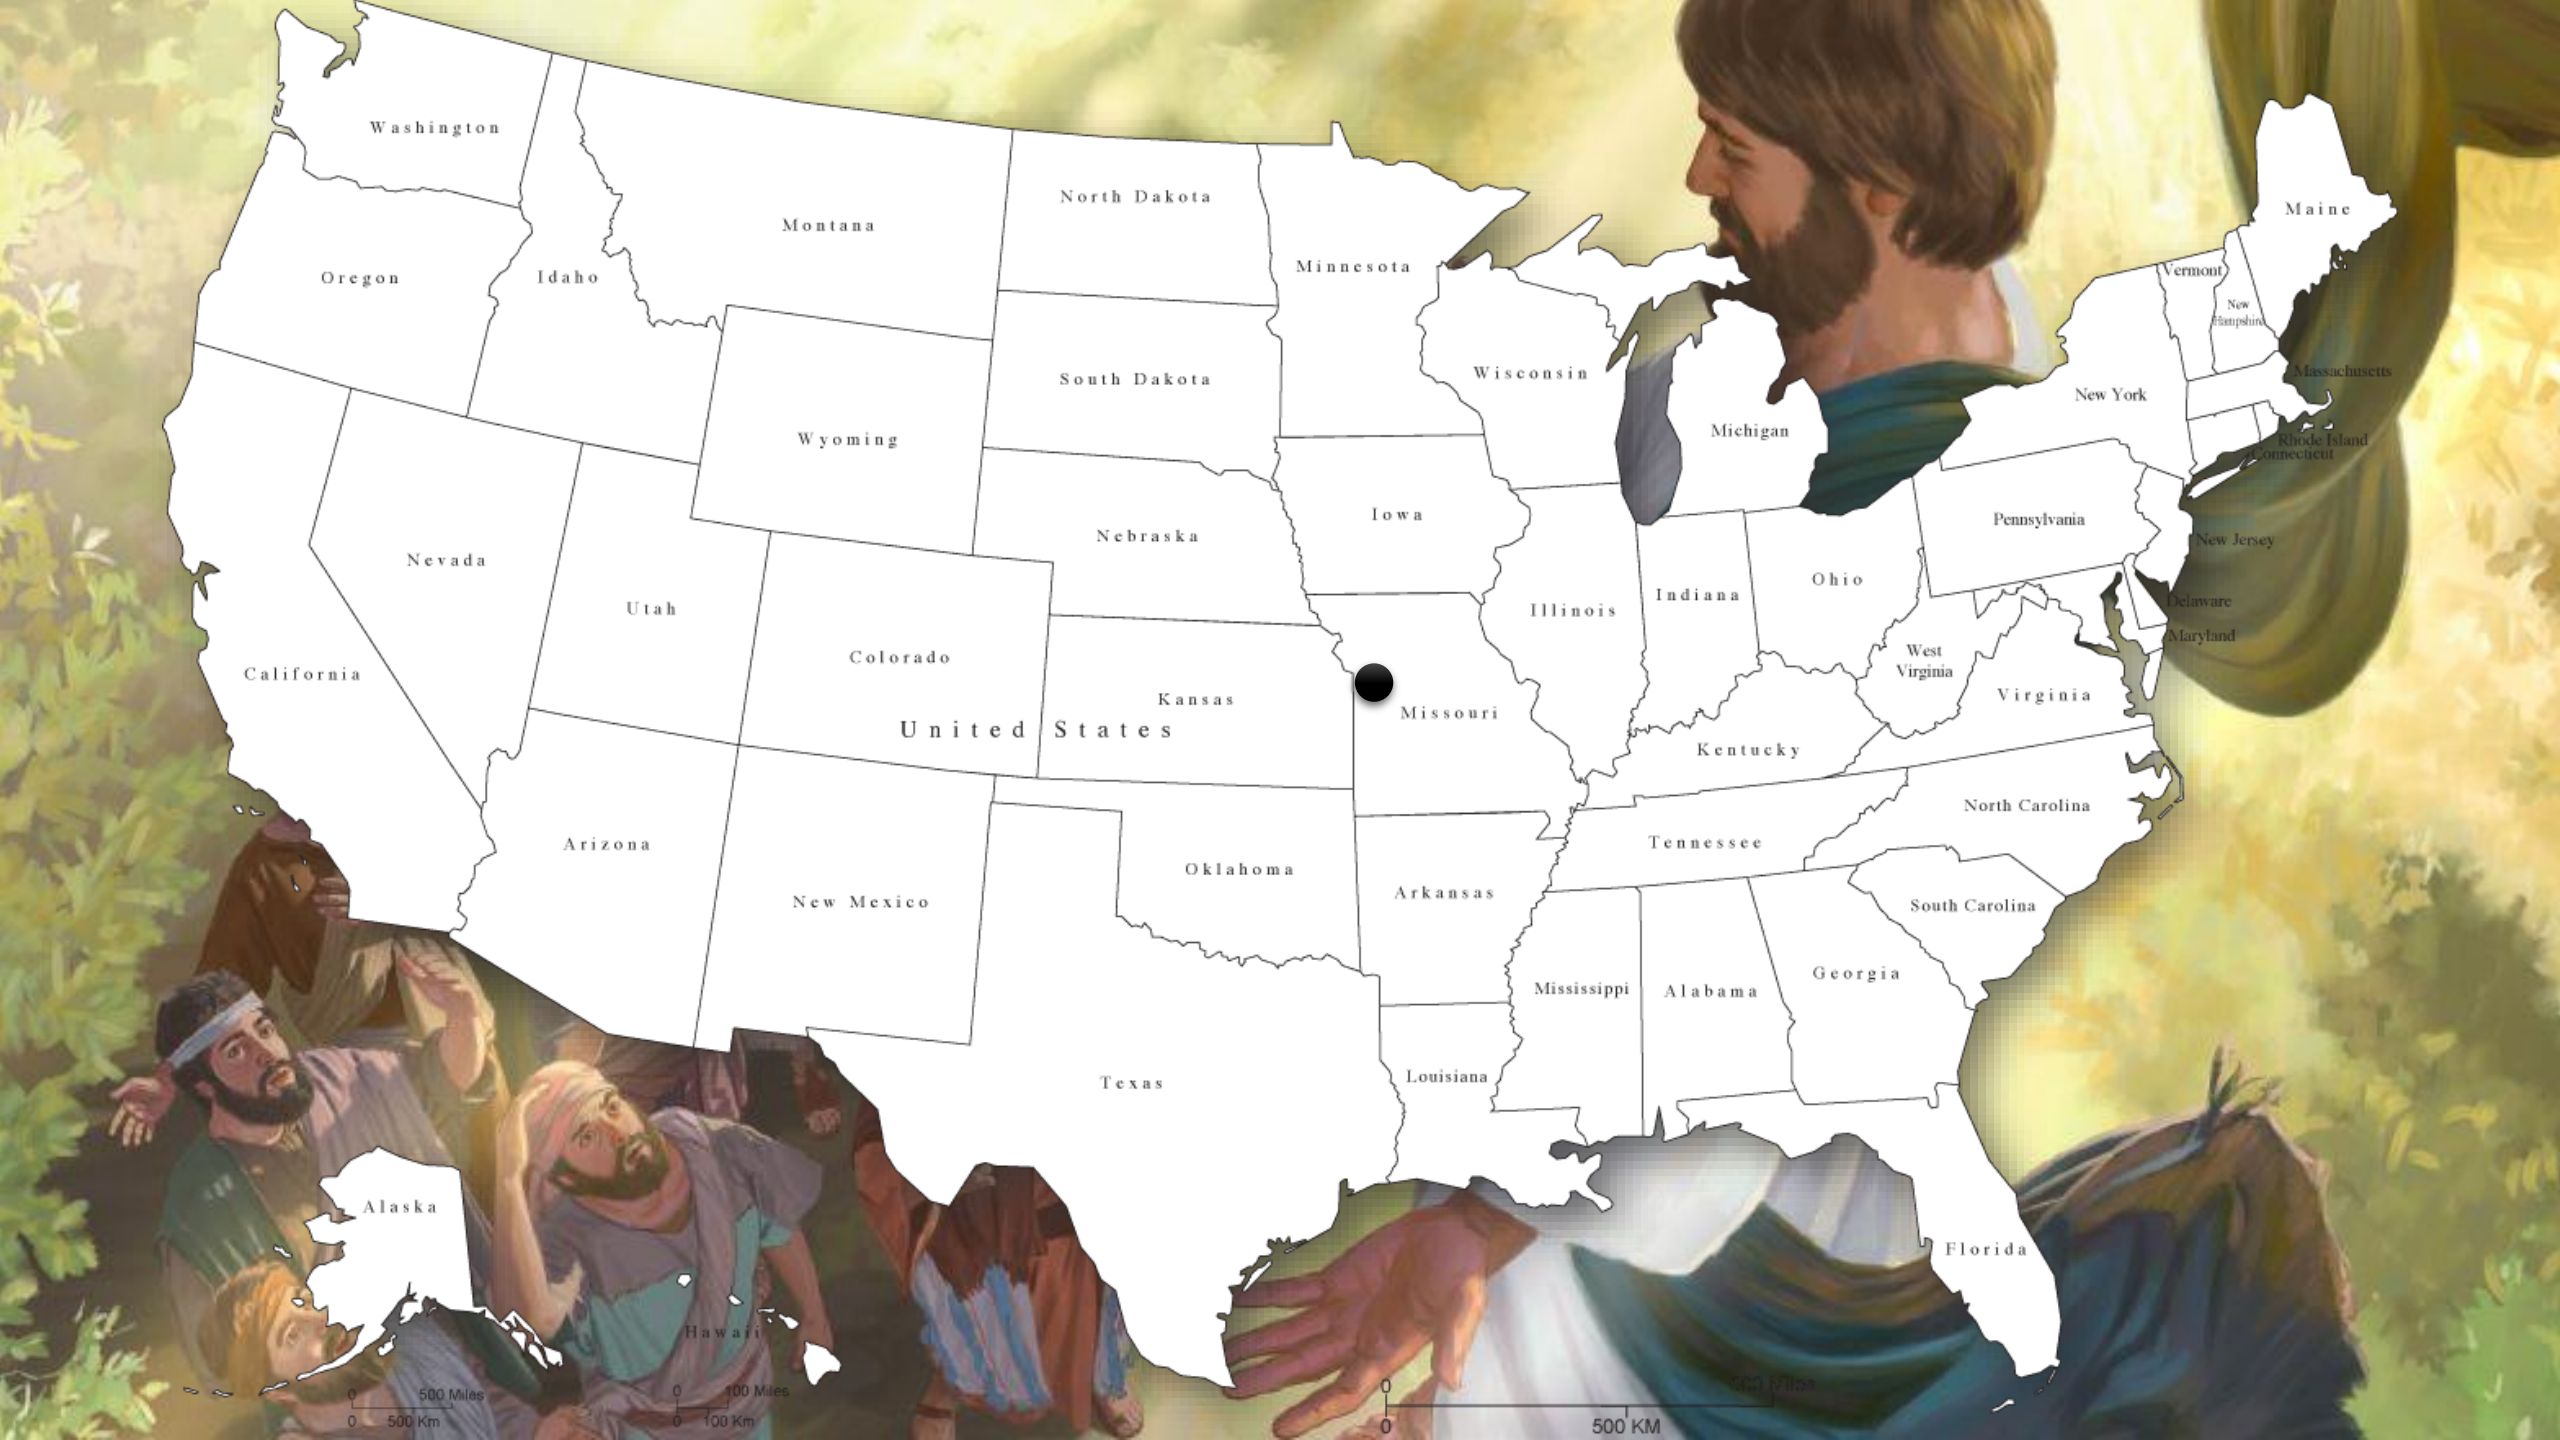 Washington
Montana
North Dakota
Minnesota
Maine
Oregon
Idaho
Vermont
New
Hampshire
Wisconsin
South Dakota
Massachusetts
New York
Michigan
Wyoming
Rhode Island
Connecticut
Iowa
Pennsylvania
Nebraska
New Jersey
Nevada
Ohio
Indiana
Illinois
Utah
Delaware
Maryland
West
Virginia
Colorado
California
Kansas
Virginia
Missouri
United States
Kentucky
North Carolina
Arizona
Tennessee
Oklahoma
Arkansas
New Mexico
South Carolina
Georgia
Mississippi
Alabama
Louisiana
Texas
Alaska
Florida
Hawaii
0 500 Miles
0 500 Km
0 100 Miles
0 100 Km
0
0 500 KM